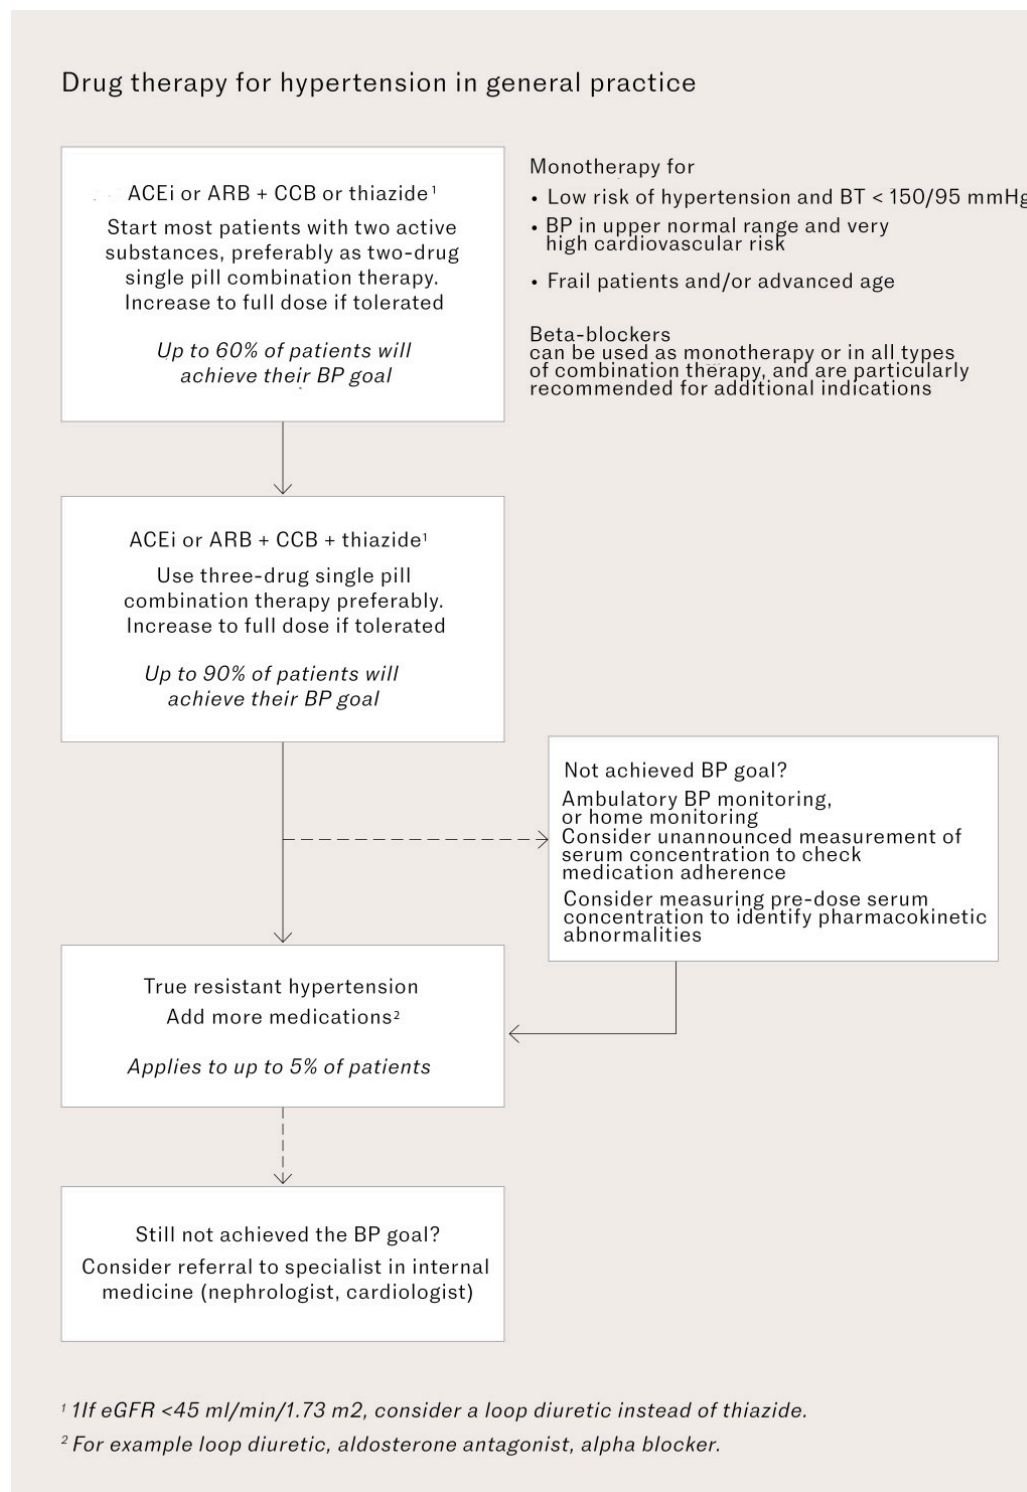 Drug therapy for hypertension in general practice
ACEi or ARB + CCB or thiazide¹
Start most patients with two active
substances, preferably as two-drug
single pill combination therapy.
Increase to full dose if tolerated
Up to 60% of patients will
achieve their BP goal
Monotherapy for
• Low risk of hypertension and BT < 150/95 mmHg
• BP in upper normal range and very
high cardiovascular risk
• Frail patients and/or advanced age
Beta-blockers
can be used as monotherapy or in all types
of combination therapy, and are particularly
recommended for additional indications
ACEi or ARB + CCB + thiazide¹
Use three-drug single pill
combination therapy preferably.
Increase to full dose if tolerated
Up to 90% of patients will
achieve their BP goal
Not achieved BP goal?
Ambulatory BP monitoring,
or home monitoring
Consider unannounced measurement of
serum concentration to check
medication adherence
Consider measuring pre-dose serum
concentration to identify pharmacokinetic
abnormalities
True resistant hypertension
Add more medications²
Applies to up to 5% of patients
Still not achieved the BP goal?
Consider referral to specialist in internal
medicine (nephrologist, cardiologist)
¹ 1If eGFR <45 ml/min/1.73 m2, consider a loop diuretic instead of thiazide.
² For example loop diuretic, aldosterone antagonist, alpha blocker.